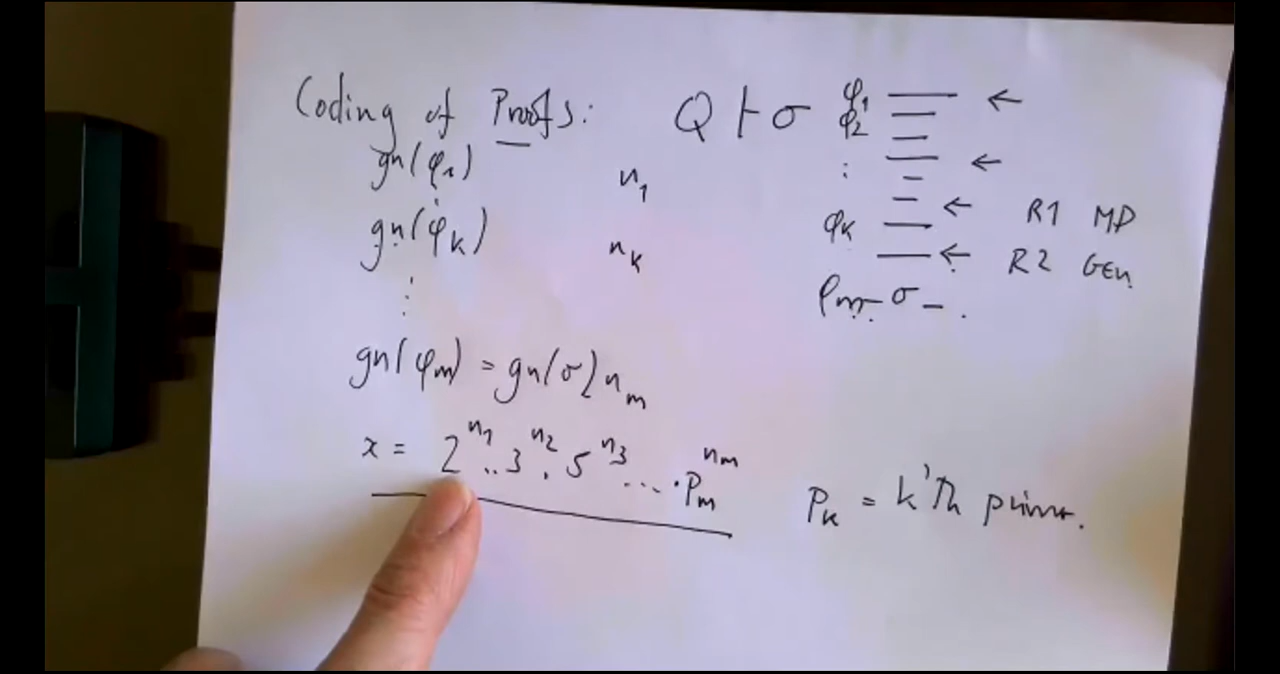 Coding of Proofs: Q ⊢ σ φ₁ ←
φ₂
gn(φ₁) n₁ ⋮ ←
gn(φₖ) nₖ φₖ ← R1 MP
← R2 Gen
⋮ φₘ σ .
gn(φₘ) = gn(σ) nₘ
x = 2^n₁ . 3^n₂ . 5^n₃ ... · pₘ^nₘ
pₖ = k'th prime.